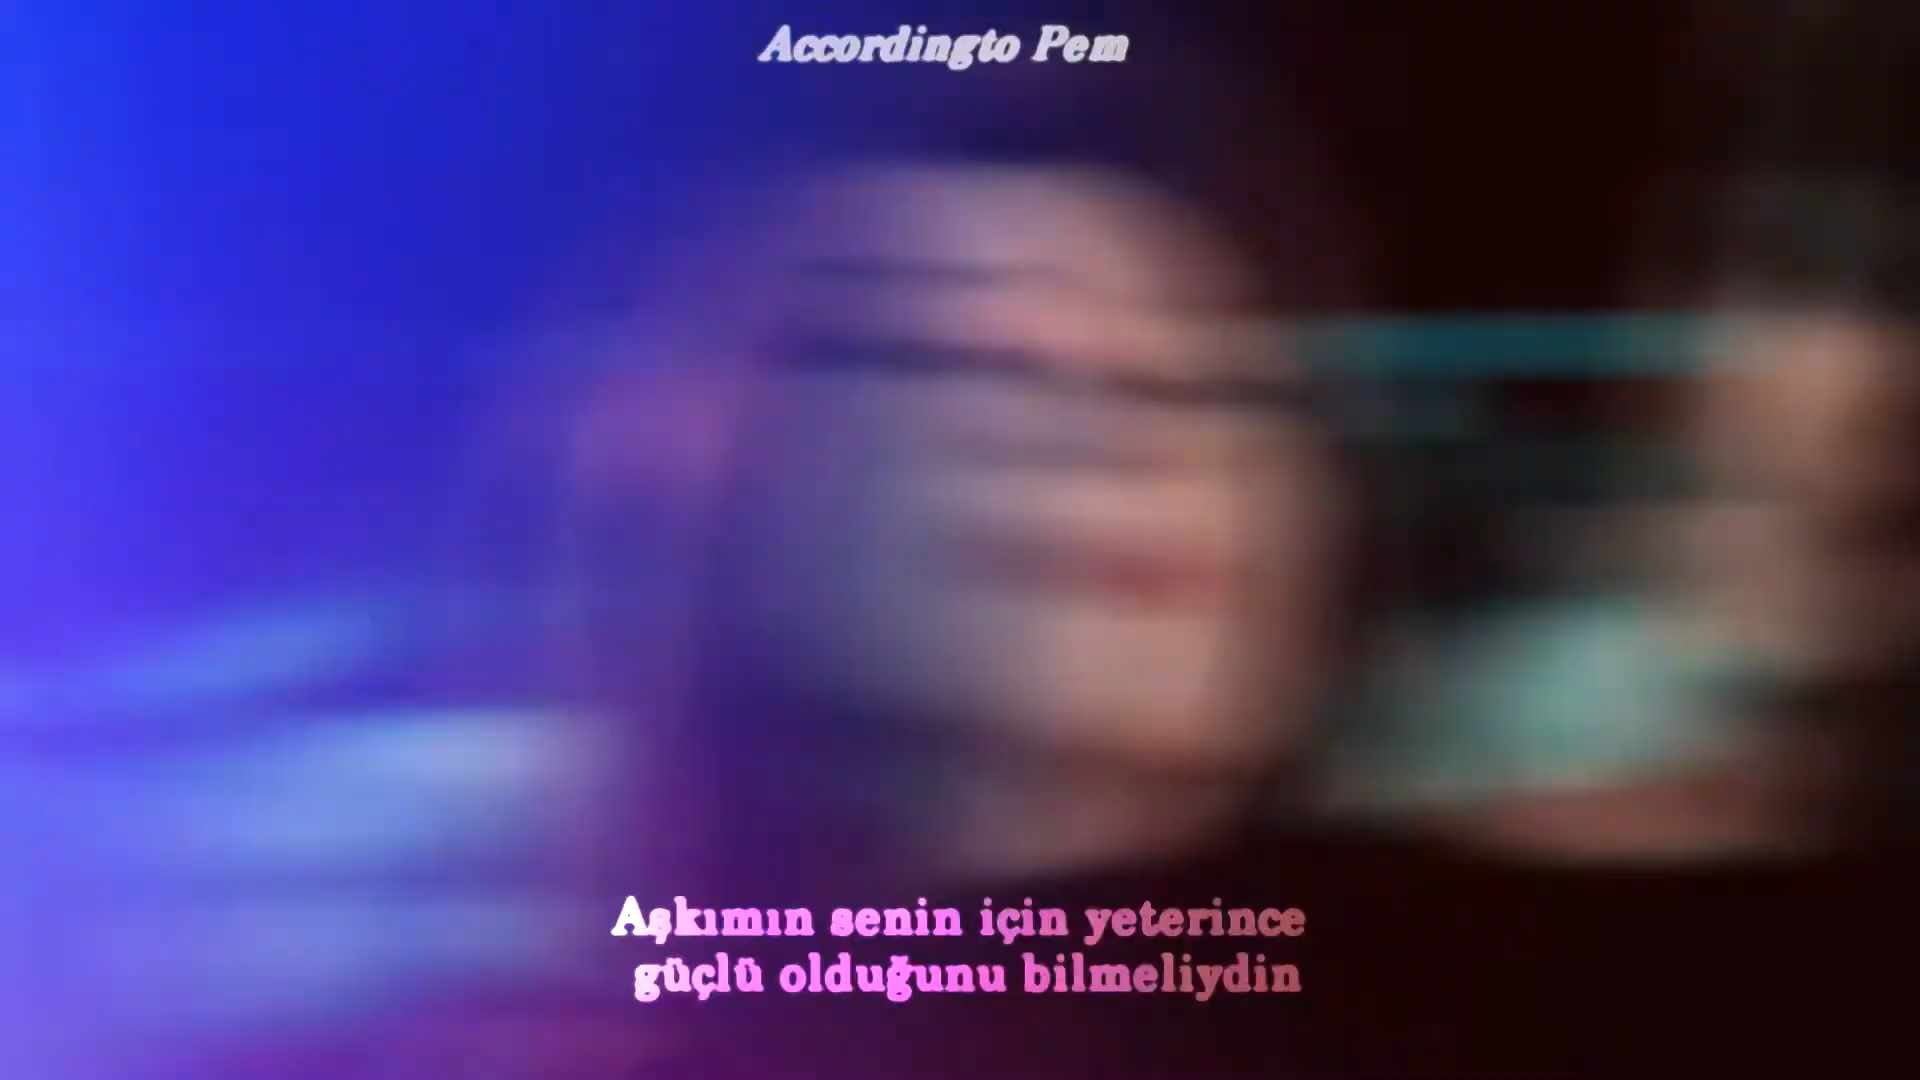 Accordingto Pem
Aşkımın senin için yeterince
güçlü olduğunu bilmeliydin